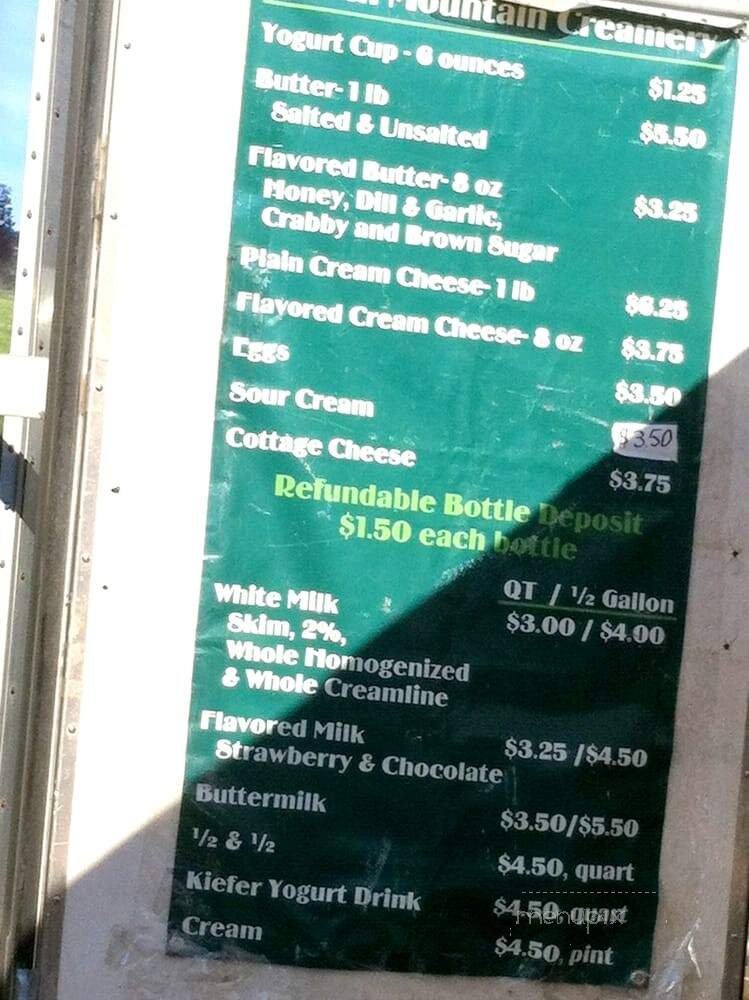 Mountain Creamery
Yogurt Cup - 6 ounces $1.25
Butter- 1 lb $5.50
Salted & Unsalted
Flavored Butter- 8 oz $3.25
Honey, Dill & Garlic,
Crabby and Brown Sugar
Plain Cream Cheese- 1 lb $6.25
Flavored Cream Cheese- 8 oz $3.75
Eggs $3.50
Sour Cream $3.50
Cottage Cheese $3.75
Refundable Bottle Deposit
$1.50 each bottle
QT / ½ Gallon
White Milk $3.00 / $4.00
Skim, 2%,
Whole Homogenized
& Whole Creamline
Flavored Milk $3.25 /$4.50
Strawberry & Chocolate
Buttermilk $3.50/$5.50
½ & ½ $4.50, quart
Kiefer Yogurt Drink $4.50, quart
Cream $4.50, pint
menupix